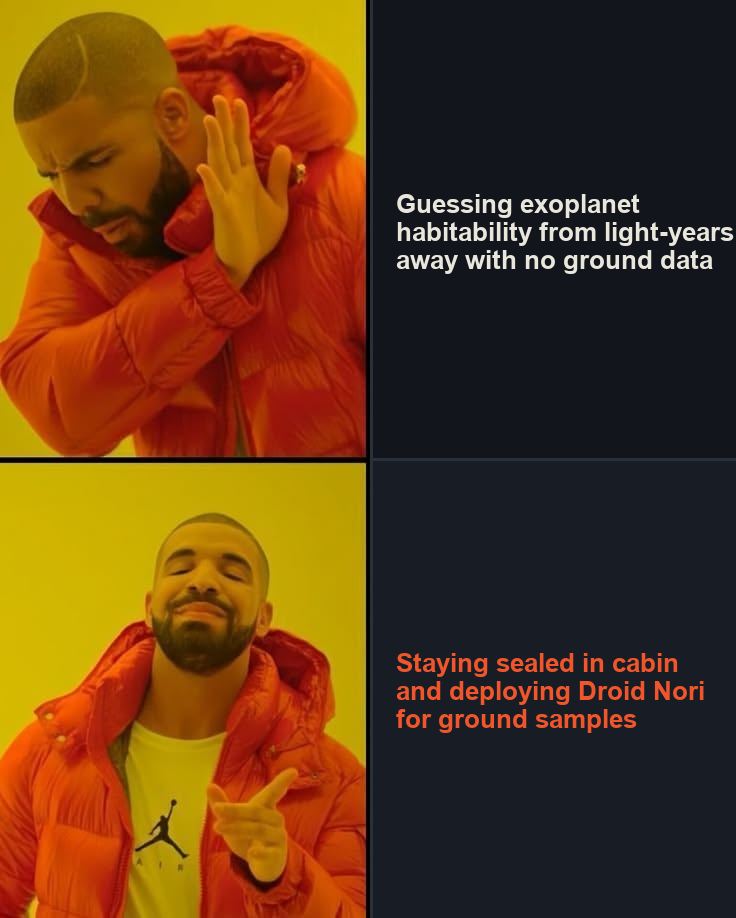 Guessing exoplanet
habitability from light-years
away with no ground data
Staying sealed in cabin
and deploying Droid Nori
for ground samples
A I R